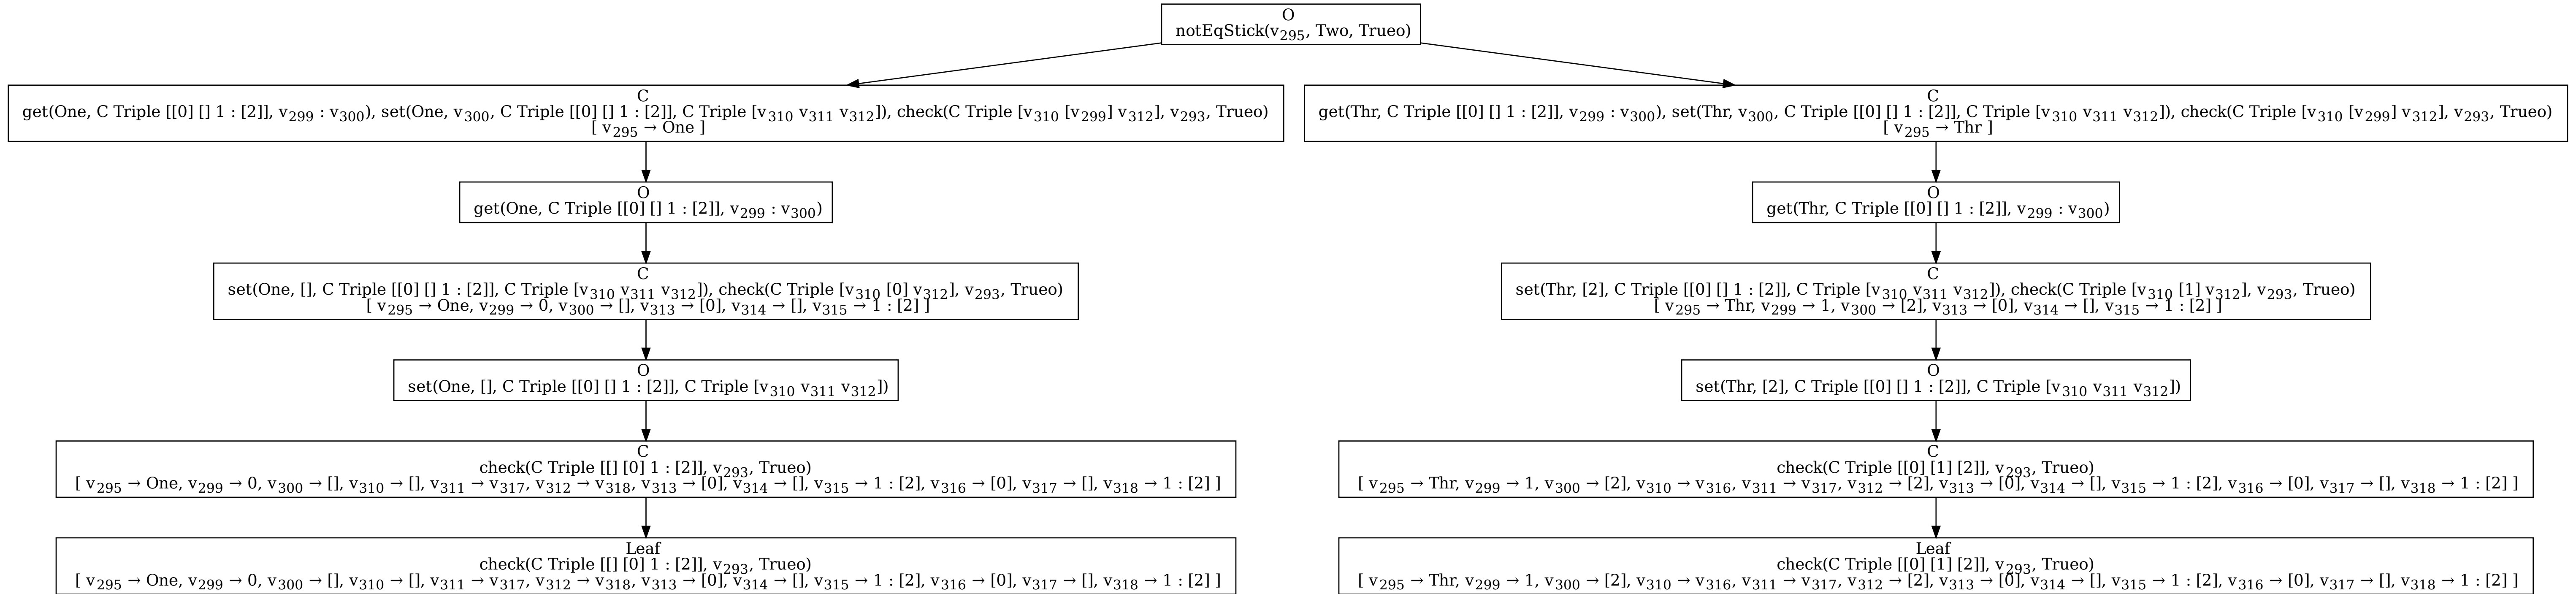 O
notEqStick(v295, Two, Trueo)
C
get(One, C Triple [[0] [] 1 : [2]], v299 : v300), set(One, v300, C Triple [[0] [] 1 : [2]], C Triple [v310 v311 v312]), check(C Triple [v310 [v299] v312], v293, Trueo)
[ v295 → One ]
C
get(Thr, C Triple [[0] [] 1 : [2]], v299 : v300), set(Thr, v300, C Triple [[0] [] 1 : [2]], C Triple [v310 v311 v312]), check(C Triple [v310 [v299] v312], v293, Trueo)
[ v295 → Thr ]
O
get(One, C Triple [[0] [] 1 : [2]], v299 : v300)
O
get(Thr, C Triple [[0] [] 1 : [2]], v299 : v300)
C
set(One, [], C Triple [[0] [] 1 : [2]], C Triple [v310 v311 v312]), check(C Triple [v310 [0] v312], v293, Trueo)
[ v295 → One, v299 → 0, v300 → [], v313 → [0], v314 → [], v315 → 1 : [2] ]
C
set(Thr, [2], C Triple [[0] [] 1 : [2]], C Triple [v310 v311 v312]), check(C Triple [v310 [1] v312], v293, Trueo)
[ v295 → Thr, v299 → 1, v300 → [2], v313 → [0], v314 → [], v315 → 1 : [2] ]
O
set(One, [], C Triple [[0] [] 1 : [2]], C Triple [v310 v311 v312])
O
set(Thr, [2], C Triple [[0] [] 1 : [2]], C Triple [v310 v311 v312])
C
check(C Triple [[] [0] 1 : [2]], v293, Trueo)
[ v295 → One, v299 → 0, v300 → [], v310 → [], v311 → v317, v312 → v318, v313 → [0], v314 → [], v315 → 1 : [2], v316 → [0], v317 → [], v318 → 1 : [2] ]
C
check(C Triple [[0] [1] [2]], v293, Trueo)
[ v295 → Thr, v299 → 1, v300 → [2], v310 → v316, v311 → v317, v312 → [2], v313 → [0], v314 → [], v315 → 1 : [2], v316 → [0], v317 → [], v318 → 1 : [2] ]
Leaf
check(C Triple [[] [0] 1 : [2]], v293, Trueo)
[ v295 → One, v299 → 0, v300 → [], v310 → [], v311 → v317, v312 → v318, v313 → [0], v314 → [], v315 → 1 : [2], v316 → [0], v317 → [], v318 → 1 : [2] ]
Leaf
check(C Triple [[0] [1] [2]], v293, Trueo)
[ v295 → Thr, v299 → 1, v300 → [2], v310 → v316, v311 → v317, v312 → [2], v313 → [0], v314 → [], v315 → 1 : [2], v316 → [0], v317 → [], v318 → 1 : [2] ]